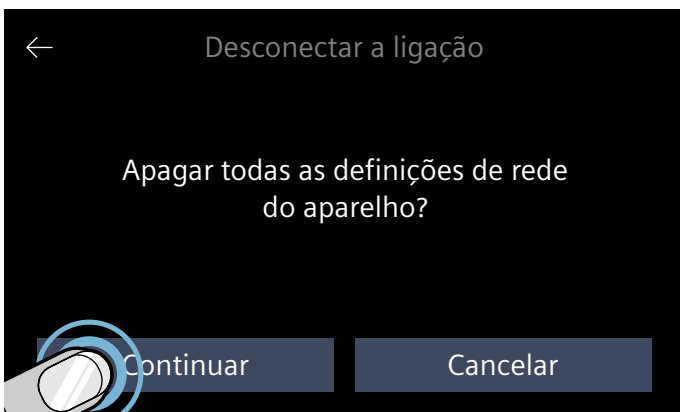 Desconectar a ligação
Apagar todas as definições de rede
do aparelho?
Continuar
Cancelar